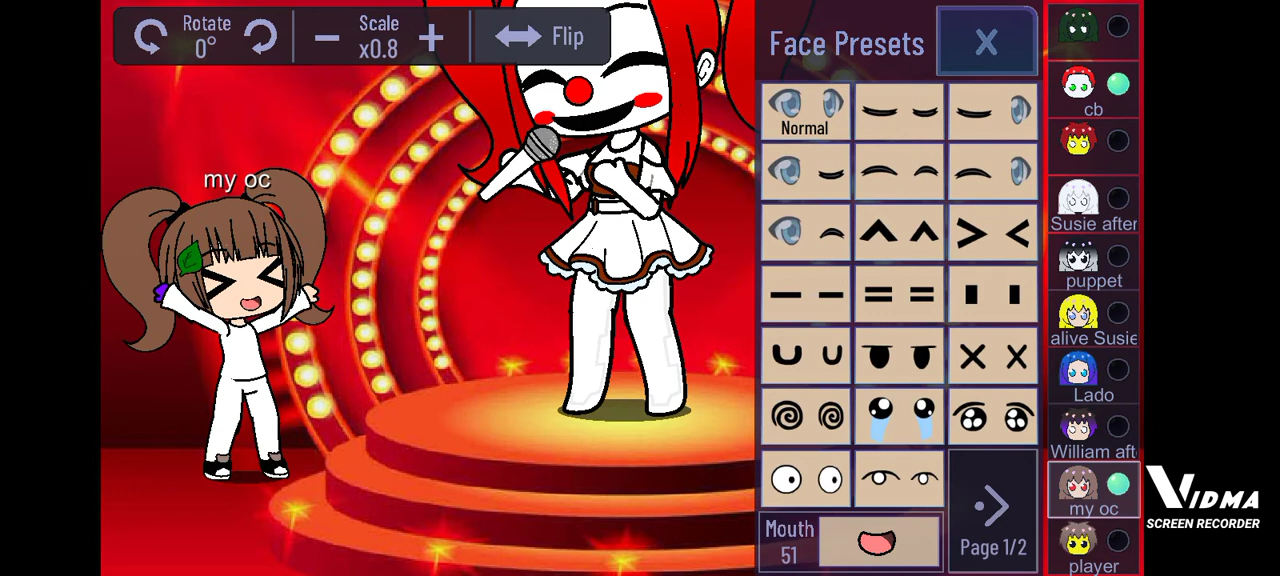 Rotate
0°
Scale
x0.8
Flip
Face Presets
X
Normal
my oc
cb
Susie after
puppet
alive Susie
Lado
William aft
my oc
player
Mouth
51
Page 1/2
VIDMA
SCREEN RECORDER